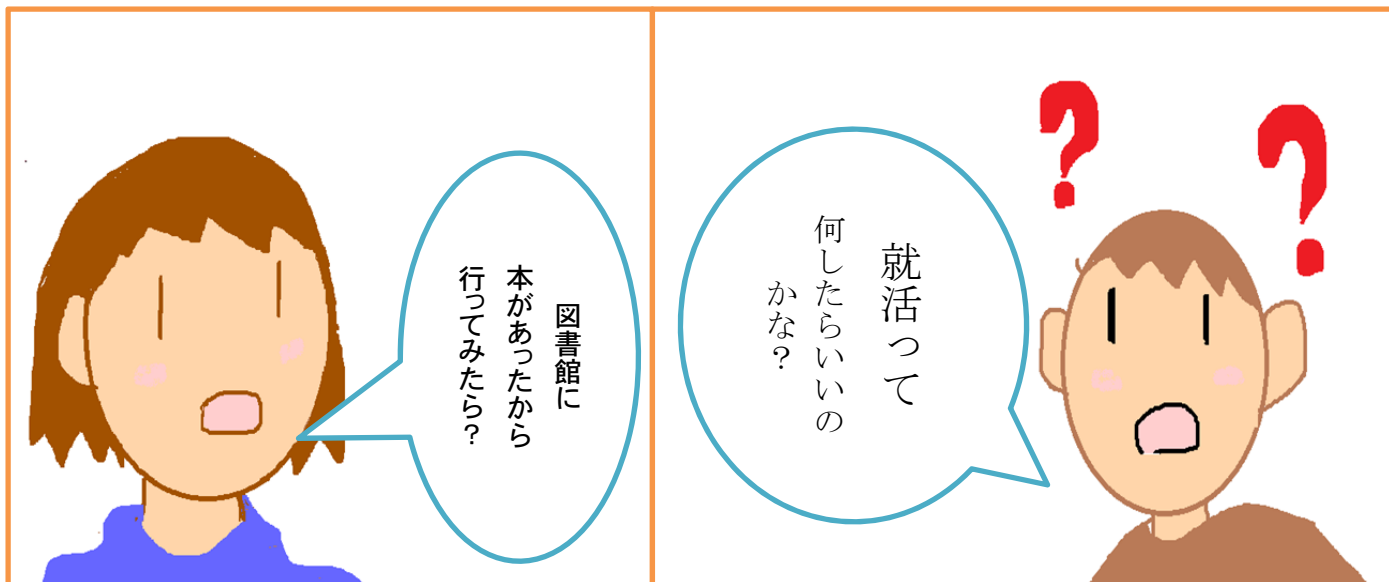 就活って
何したらいいの
かな？
図書館に
本があったから
行ってみたら？